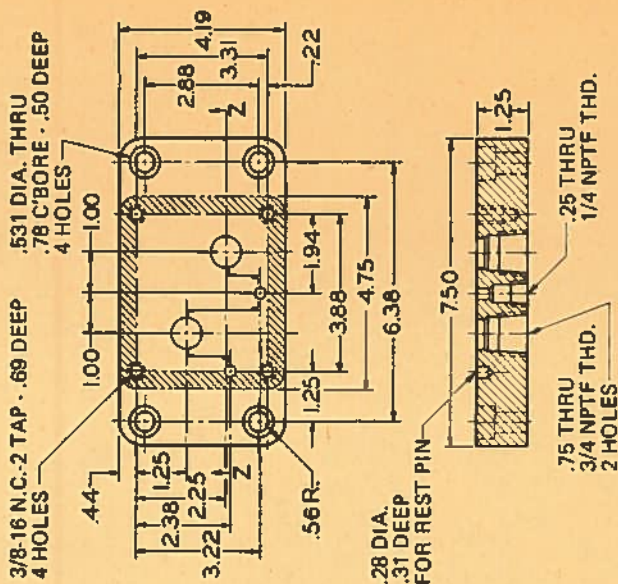 3/8-16 N.C.-2 TAP - .69 DEEP
4 HOLES
.531 DIA. THRU
.78 C'BORE - .50 DEEP
4 HOLES
1.00
1.00
.44
1.25
2.25
2.38
3.22
Z
Z
.56R.
2.88
3.31
4.19
.22
1.25
1.94
3.88
4.75
6.38
.28 DIA.
.31 DEEP
FOR REST PIN
7.50
1.25
.75 THRU
3/4 NPTF THD.
2 HOLES
.25 THRU
1/4 NPTF THD.